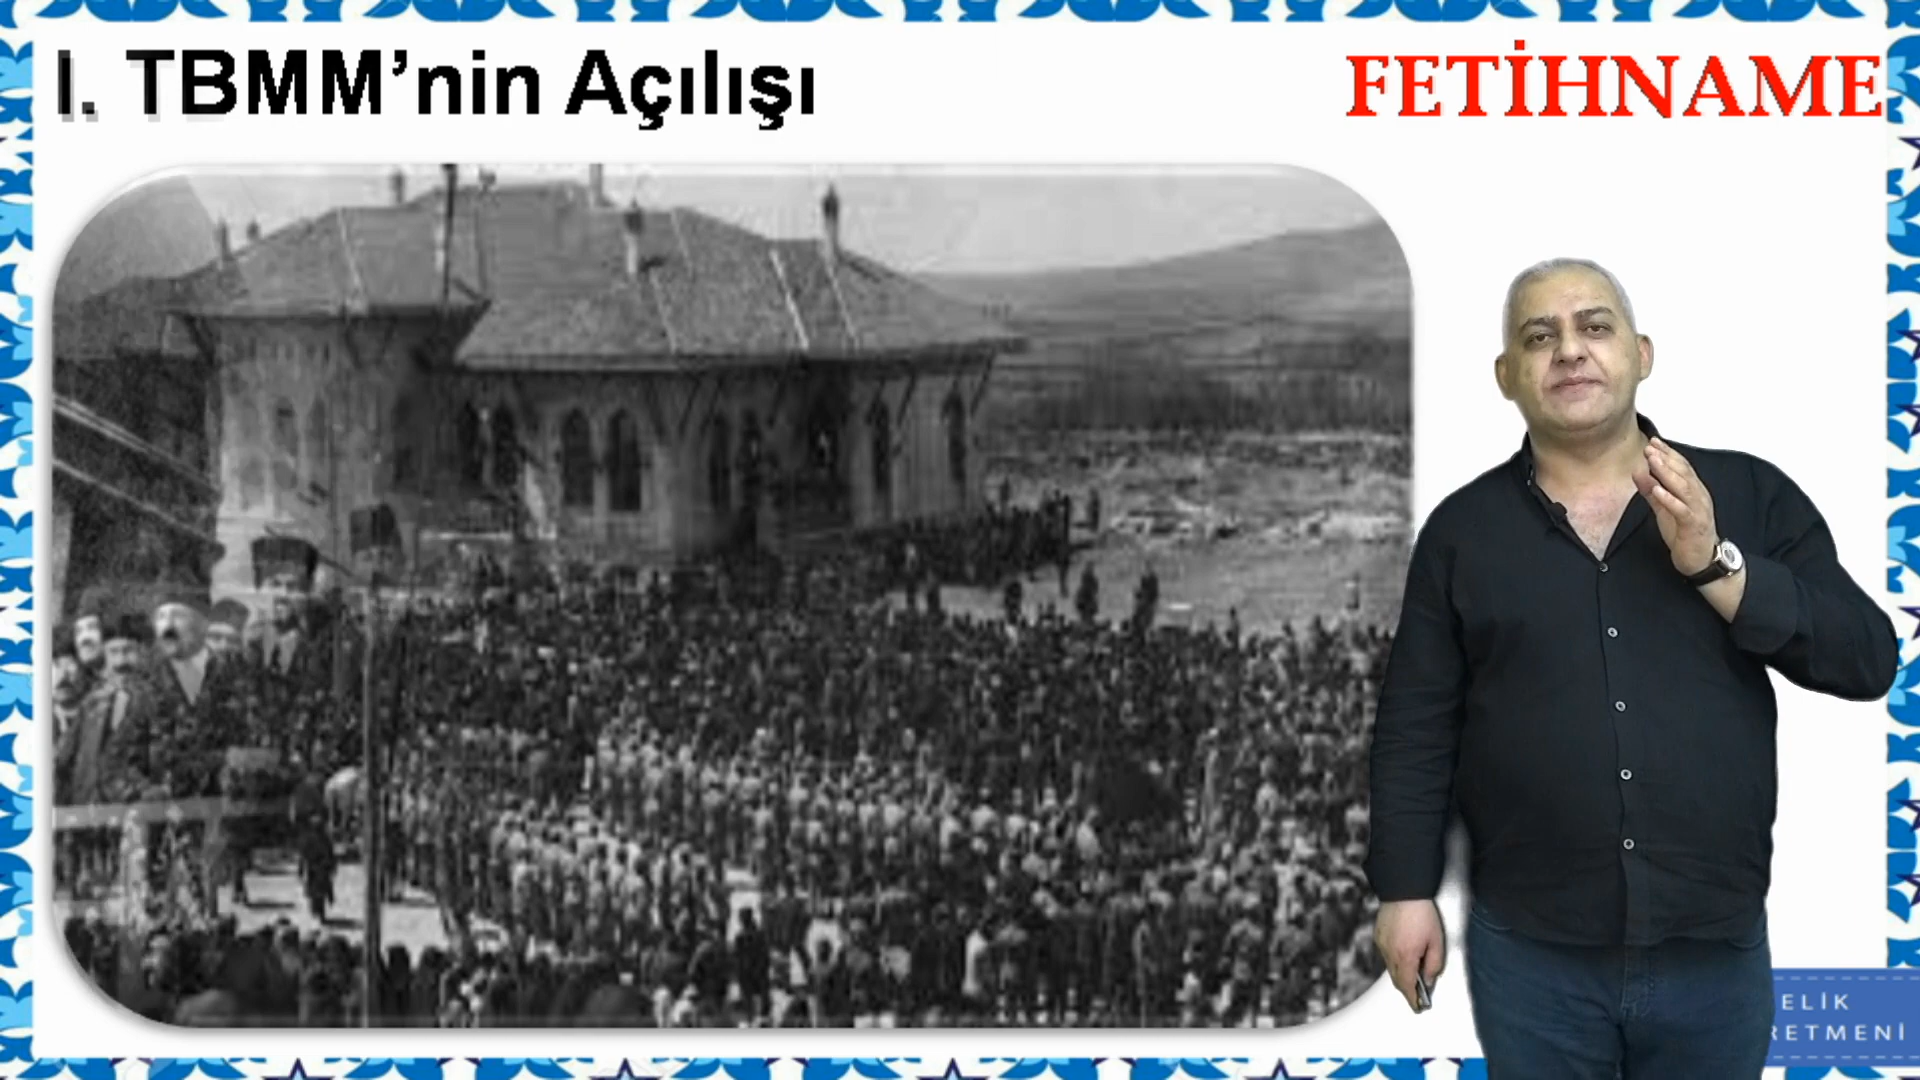 I. TBMM’nin Açılışı
FETİHNAME
ELİK
RETMENİ